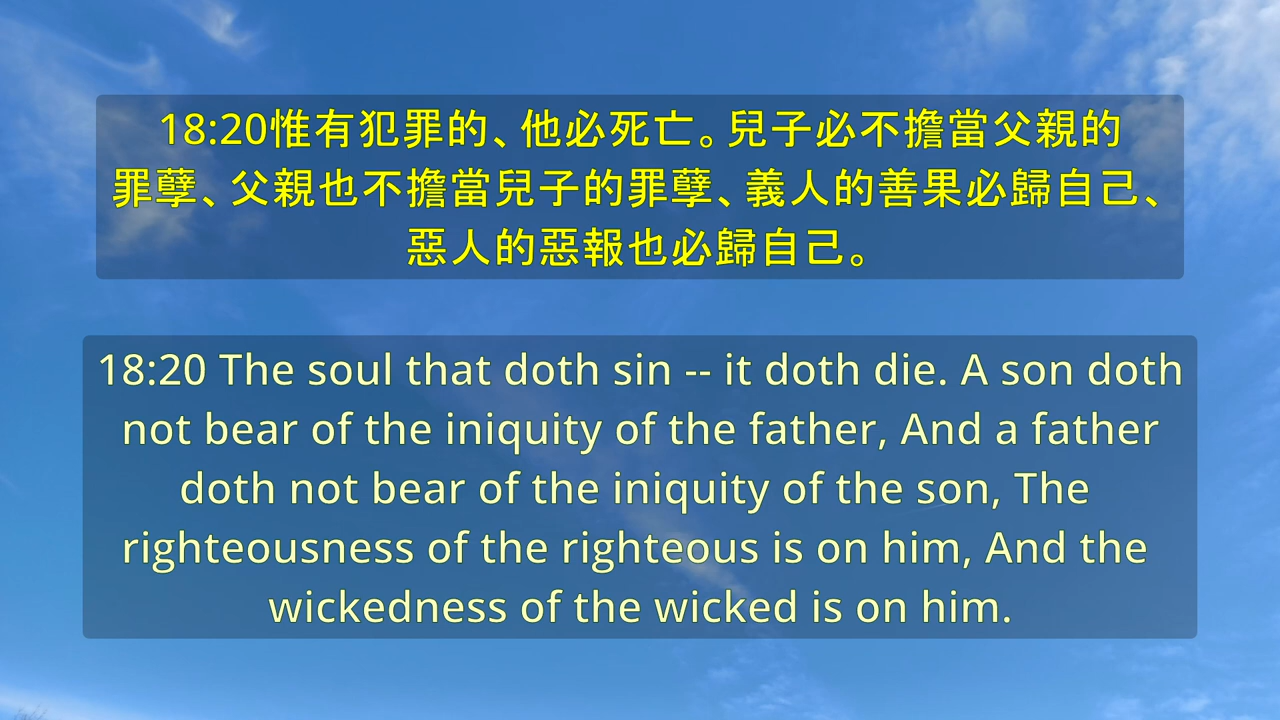 18:20惟有犯罪的、他必死亡。兒子必不擔當父親的
罪孽、父親也不擔當兒子的罪孽、義人的善果必歸自己、
惡人的惡報也必歸自己。
18:20 The soul that doth sin -- it doth die. A son doth
not bear of the iniquity of the father, And a father
doth not bear of the iniquity of the son, The
righteousness of the righteous is on him, And the
wickedness of the wicked is on him.